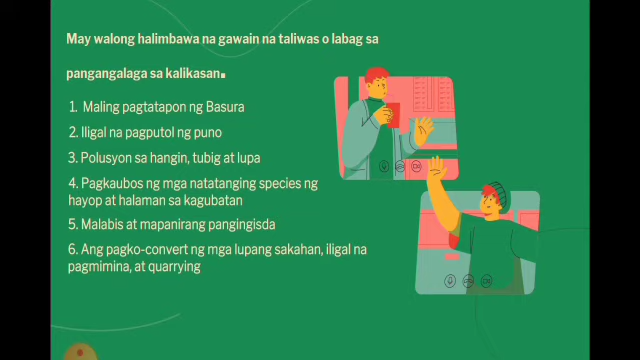 May walong halimbawa na gawain na taliwas o labag sa
pangangalaga sa kalikasan.
1. Maling pagtatapon ng Basura
2. Iligal na pagputol ng puno
3. Polusyon sa hangin, tubig at lupa
4. Pagkaubos ng mga natatanging species ng
hayop at halaman sa kagubatan
5. Malabis at mapanirang pangingisda
6. Ang pagko-convert ng mga lupang sakahan, iligal na
pagmimina, at quarrying